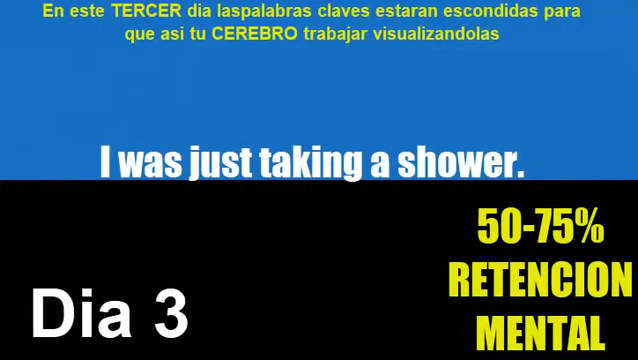 En este TERCER dia laspalabras claves estaran escondidas para
que asi tu CEREBRO trabajar visualizandolas
I was just taking a shower.
50-75%
RETENCION
MENTAL
Dia 3